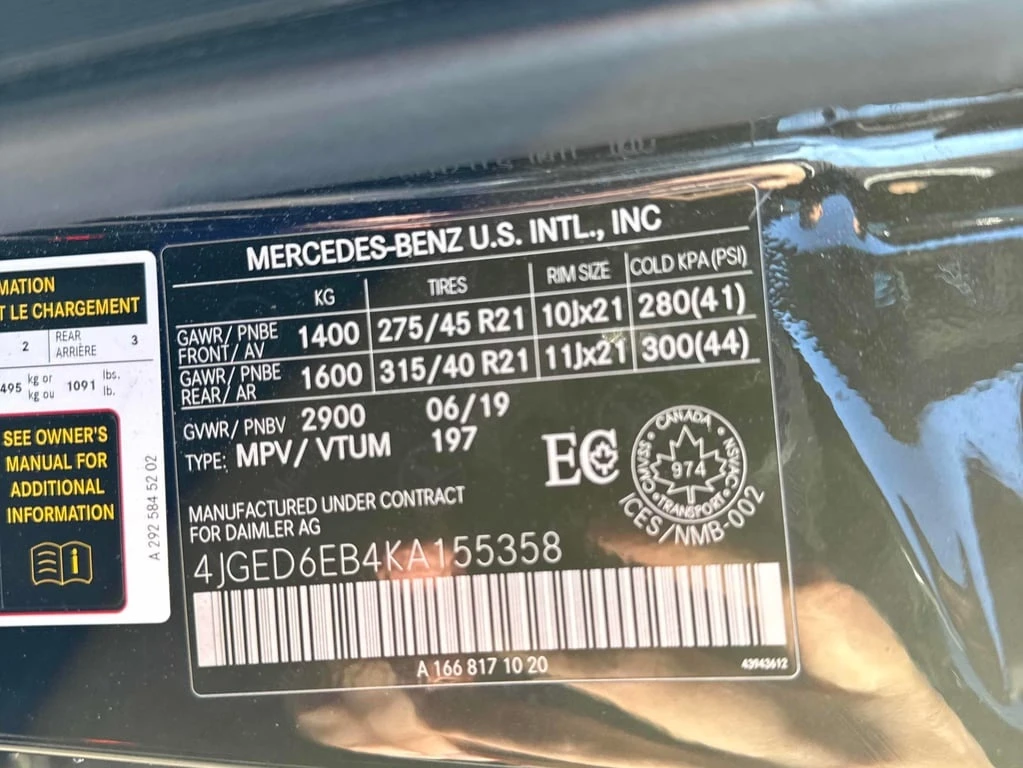 MERCEDES-BENZ U.S. INTL., INC
KG TIRES RIM SIZE COLD KPA (PSI)
GAWR/ PNBE
FRONT/ AV 1400 275/45 R21 10Jx21 280(41)
GAWR/ PNBE
REAR/ AR 1600 315/40 R21 11Jx21 300(44)
GVWR/ PNBV 2900 06/19
TYPE: MPV/ VTUM 197
EC
CANADA
CMVSS • NSVAC
974
• TRANSPORT •
ICES/NMB-002
MANUFACTURED UNDER CONTRACT
FOR DAIMLER AG
4JGED6EB4KA155358
A 166 817 10 20
43943612
MATION
T LE CHARGEMENT
2 REAR
ARRIÈRE 3
495 kg or
kg ou 1091 lbs.
lb.
SEE OWNER'S
MANUAL FOR
ADDITIONAL
INFORMATION
i
A 292 584 52 02